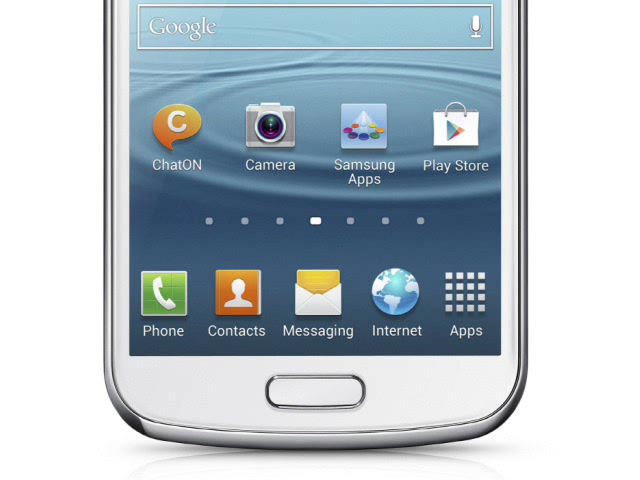 Google
C
ChatON
Camera
Samsung
Apps
Play Store
Phone
Contacts
Messaging
Internet
Apps